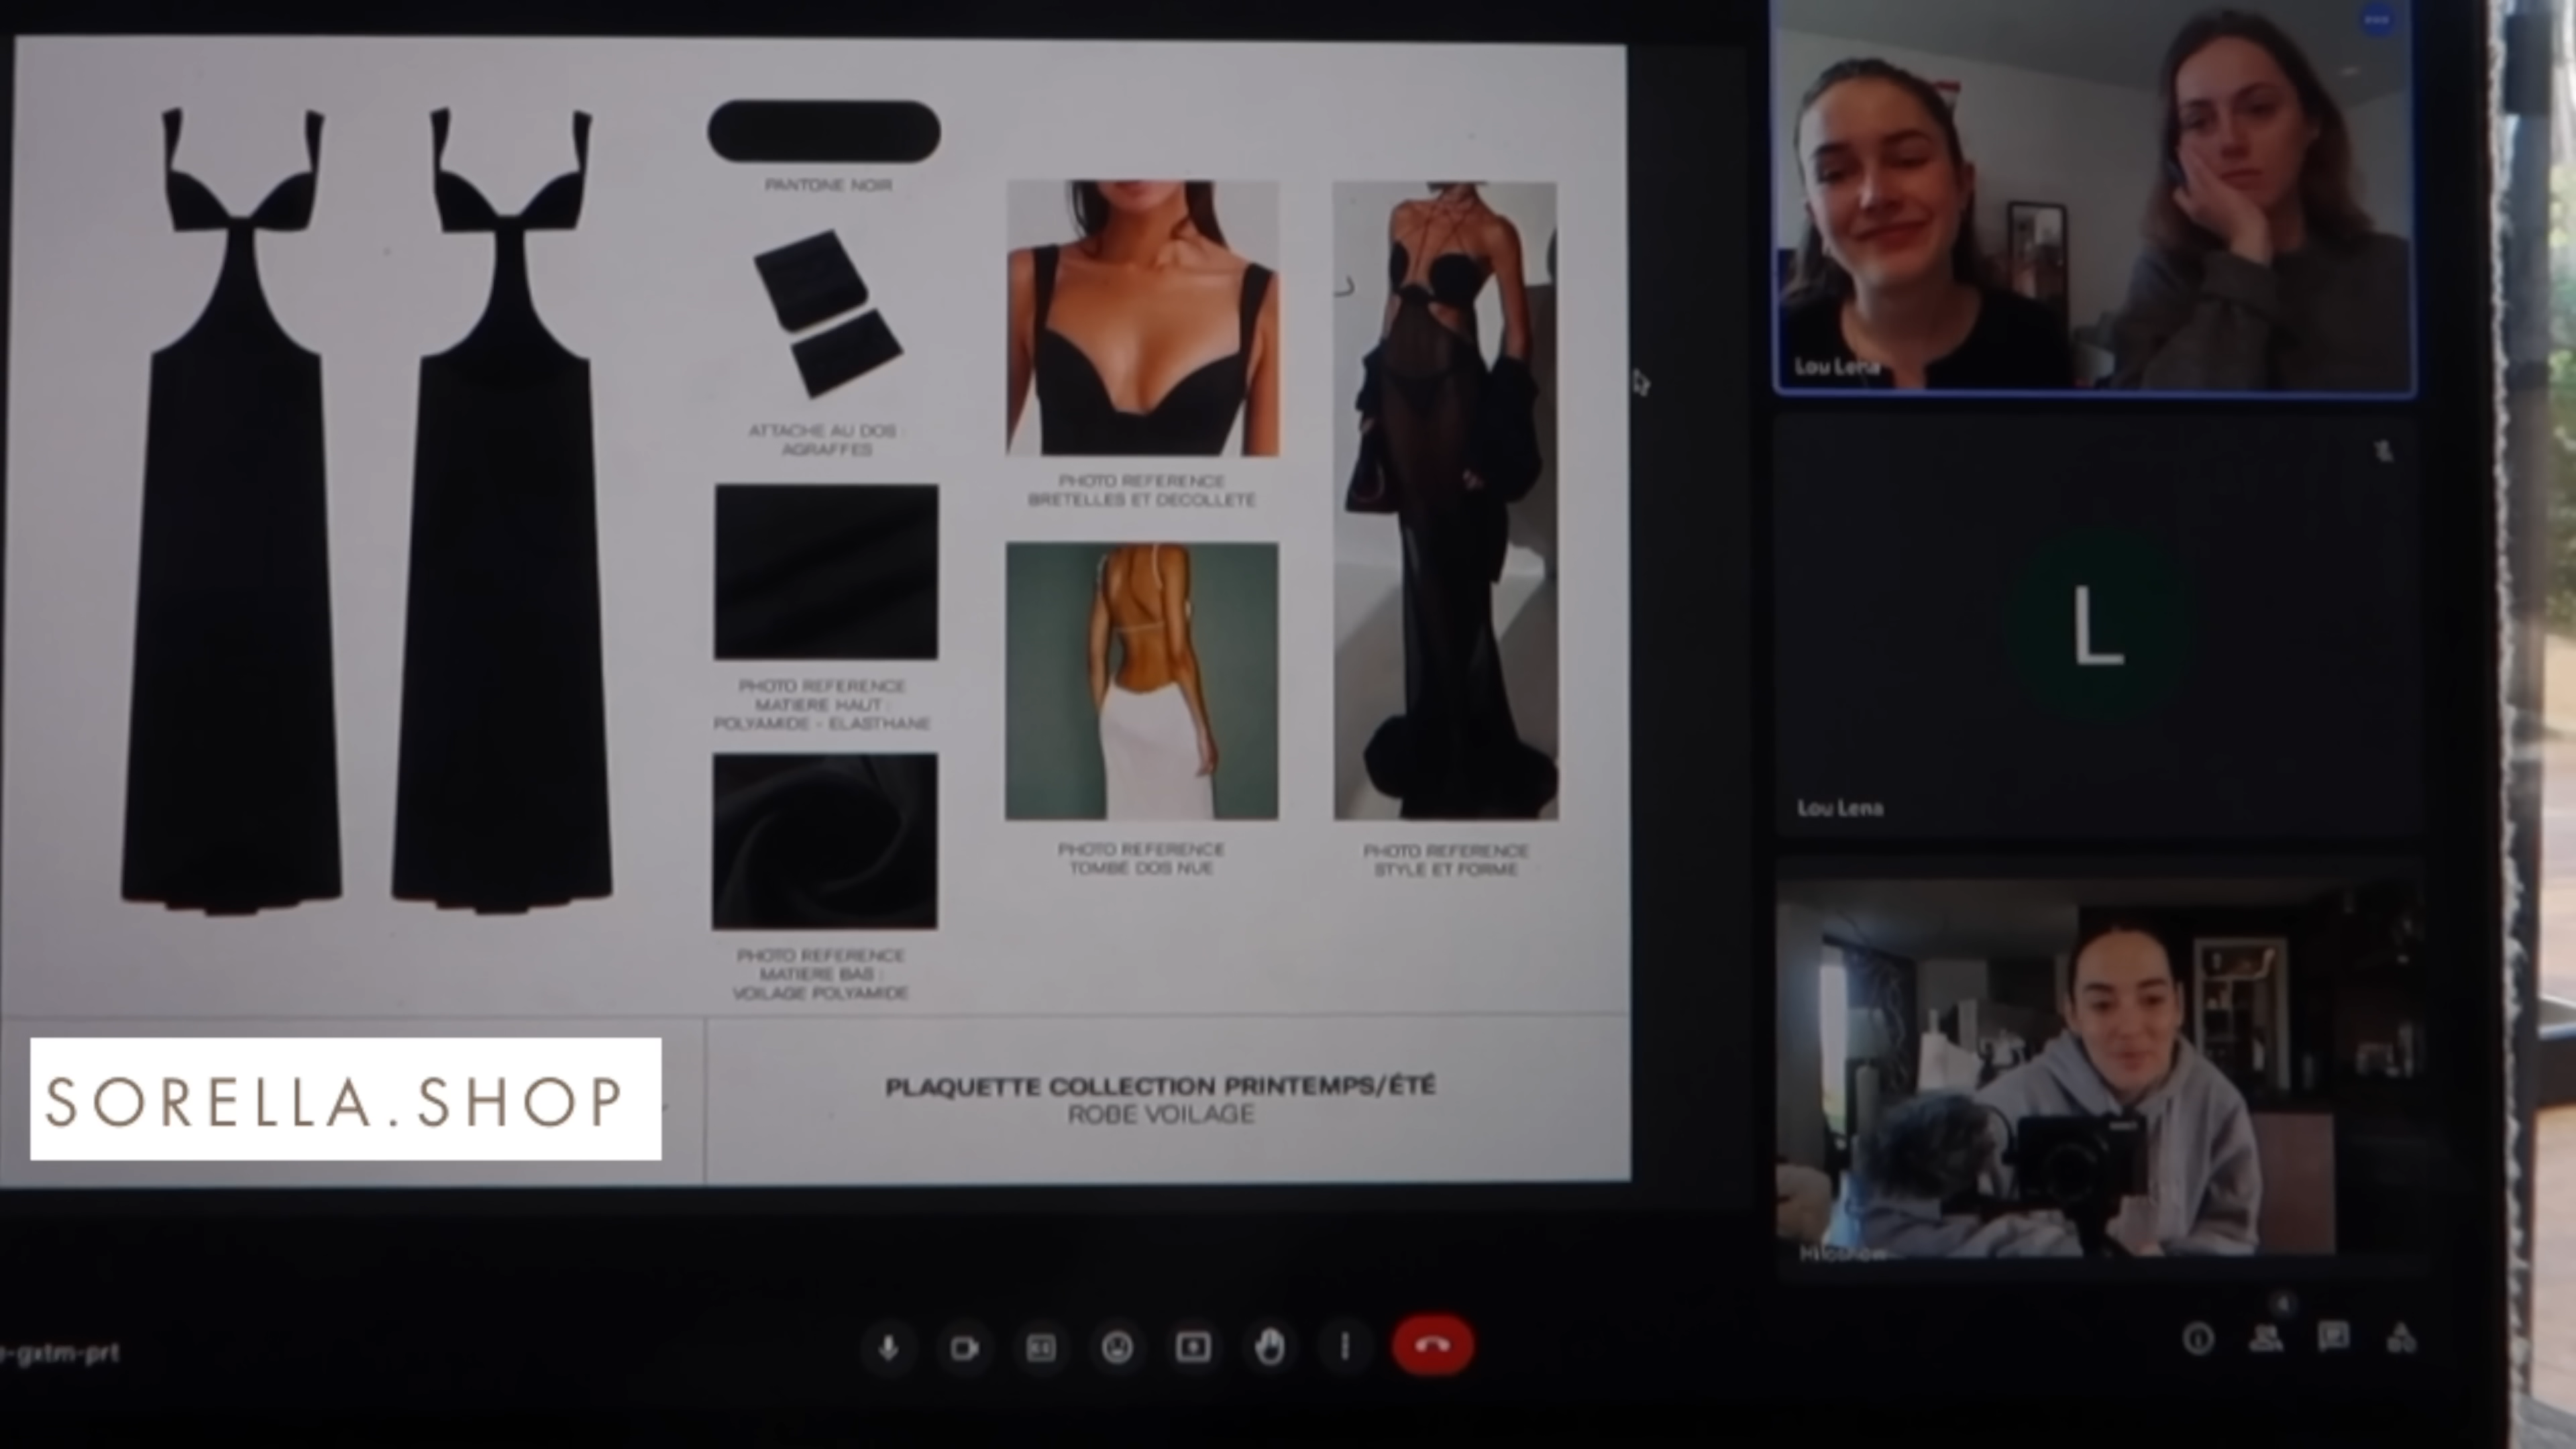 PANTONE NOIR
ATTACHE AU DOS :
AGRAFFES
PHOTO REFERENCE
MATIERE HAUT :
POLYAMIDE - ELASTHANE
PHOTO REFERENCE
MATIERE BAS :
VOILAGE POLYAMIDE
PHOTO REFERENCE
BRETELLES ET DECOLLETE
PHOTO REFERENCE
TOMBÉ DOS NUE
PHOTO REFERENCE
STYLE ET FORME
SORELLA.SHOP
PLAQUETTE COLLECTION PRINTEMPS/ÉTÉ
ROBE VOILAGE
Lou Lena
L
Lou Lena
-gxtm-prt
4